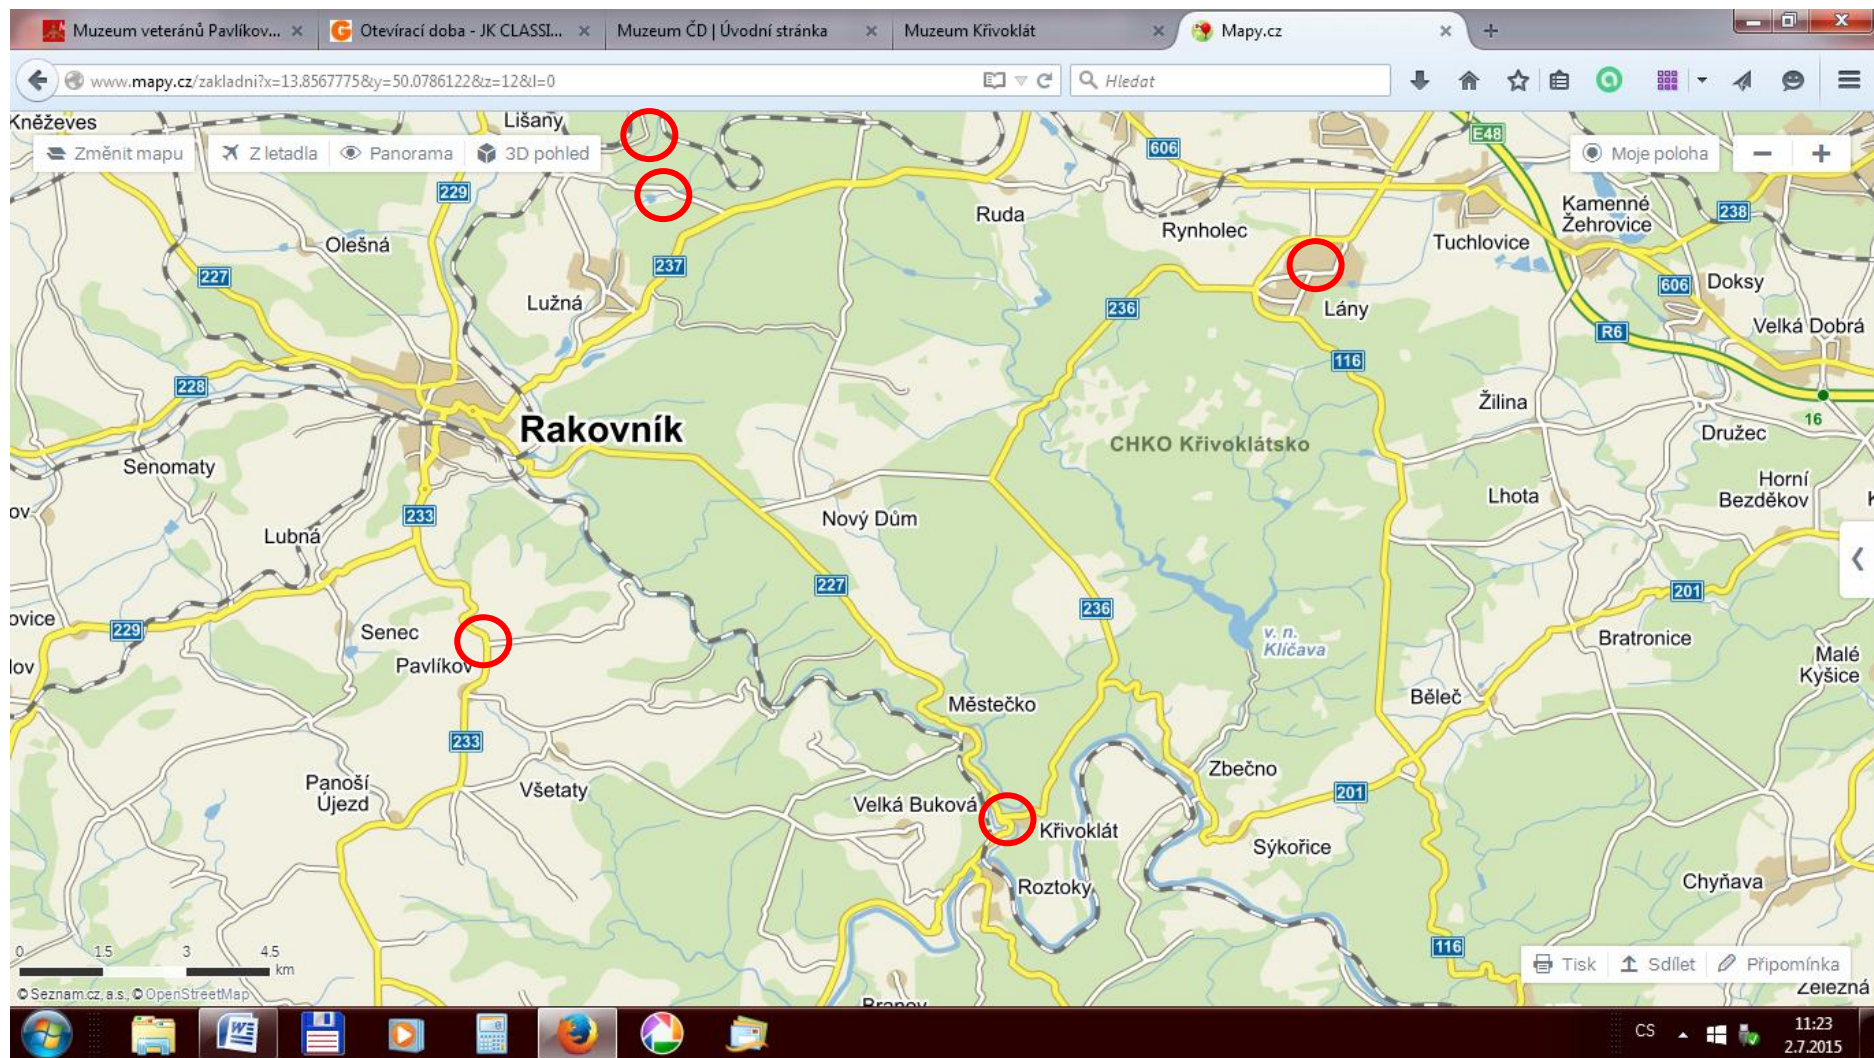 Muzeum veteránů Pavlíkov...
Otevírací doba - JK CLASSI...
Muzeum ČD | Úvodní stránka
Muzeum Křivoklát
Mapy.cz
www.mapy.cz/zakladni?x=13.8567775&y=50.0786122&z=12&l=0
Hledat
Kněževes
Lišany
606
E48
Změnit mapu
Z letadla
Panorama
3D pohled
Moje poloha
229
Ruda
Kamenné
Žehrovice
238
Olešná
Rynholec
Tuchlovice
227
237
606
Doksy
Lužná
236
Lány
R6
Velká Dobrá
116
228
Žilina
16
Rakovník
CHKO Křivoklátsko
Družec
Senomaty
Horní
Bezděkov
Lhota
ov
233
Nový Dům
Lubná
227
201
236
ovice
229
Senec
v. n.
Klíčava
Bratronice
lov
Pavlíkov
Malé
Kyšice
Městečko
Běleč
233
Zbečno
Panoší
Újezd
Všetaty
201
Velká Buková
Křivoklát
Sýkořice
Roztoky
Chyňava
116
0 1.5 3 4.5
km
Tisk
Sdílet
Připomínka
© Seznam.cz, a.s., © OpenStreetMap
Branov
Železná
CS
11:23
2.7.2015